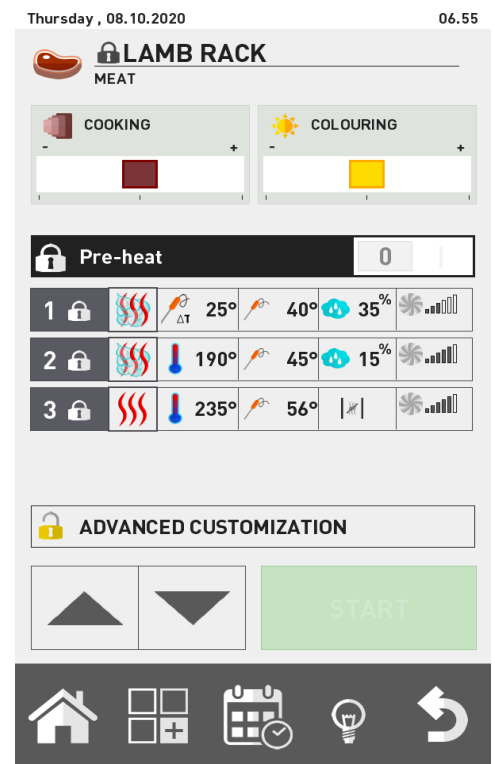 Thursday , 08.10.2020 06.55
LAMB RACK
MEAT
COOKING COLOURING
- + - +
Pre-heat 0 I
1 ΔT 25° 40° 35%
2 190° 45° 15%
3 235° 56°
ADVANCED CUSTOMIZATION
START